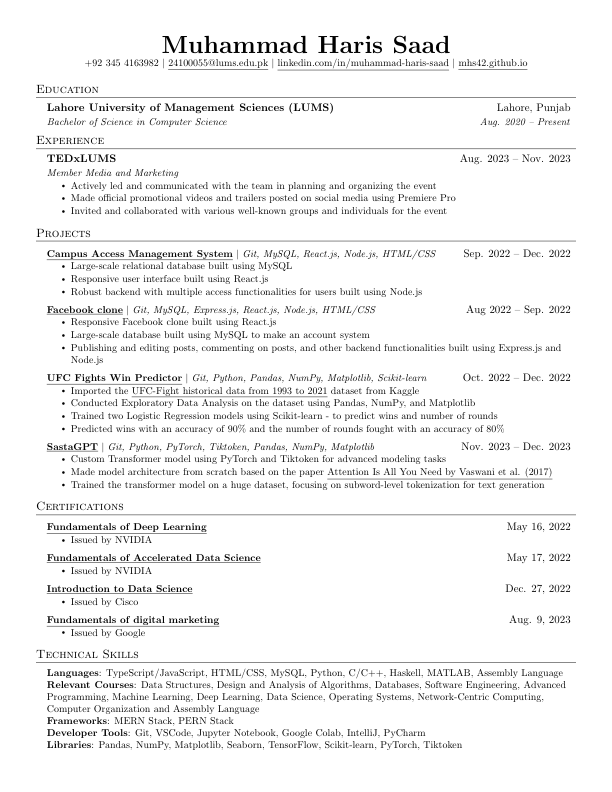 Muhammad Haris Saad
+92 345 4163982 | 24100055@lums.edu.pk | linkedin.com/in/muhammad-haris-saad | mhs42.github.io
Education
Lahore University of Management Sciences (LUMS) Lahore, Punjab
Bachelor of Science in Computer Science Aug. 2020 – Present
Experience
TEDxLUMS Aug. 2023 – Nov. 2023
Member Media and Marketing
• Actively led and communicated with the team in planning and organizing the event
• Made official promotional videos and trailers posted on social media using Premiere Pro
• Invited and collaborated with various well-known groups and individuals for the event
Projects
Campus Access Management System | Git, MySQL, React.js, Node.js, HTML/CSS Sep. 2022 – Dec. 2022
• Large-scale relational database built using MySQL
• Responsive user interface built using React.js
• Robust backend with multiple access functionalities for users built using Node.js
Facebook clone | Git, MySQL, Express.js, React.js, Node.js, HTML/CSS Aug 2022 – Sep. 2022
• Responsive Facebook clone built using React.js
• Large-scale database built using MySQL to make an account system
• Publishing and editing posts, commenting on posts, and other backend functionalities built using Express.js and
Node.js
UFC Fights Win Predictor | Git, Python, Pandas, NumPy, Matplotlib, Scikit-learn Oct. 2022 – Dec. 2022
• Imported the UFC-Fight historical data from 1993 to 2021 dataset from Kaggle
• Conducted Exploratory Data Analysis on the dataset using Pandas, NumPy, and Matplotlib
• Trained two Logistic Regression models using Scikit-learn - to predict wins and number of rounds
• Predicted wins with an accuracy of 90% and the number of rounds fought with an accuracy of 80%
SastaGPT | Git, Python, PyTorch, Tiktoken, Pandas, NumPy, Matplotlib Nov. 2023 – Dec. 2023
• Custom Transformer model using PyTorch and Tiktoken for advanced modeling tasks
• Made model architecture from scratch based on the paper Attention Is All You Need by Vaswani et al. (2017)
• Trained the transformer model on a huge dataset, focusing on subword-level tokenization for text generation
Certifications
Fundamentals of Deep Learning May 16, 2022
• Issued by NVIDIA
Fundamentals of Accelerated Data Science May 17, 2022
• Issued by NVIDIA
Introduction to Data Science Dec. 27, 2022
• Issued by Cisco
Fundamentals of digital marketing Aug. 9, 2023
• Issued by Google
Technical Skills
Languages: TypeScript/JavaScript, HTML/CSS, MySQL, Python, C/C++, Haskell, MATLAB, Assembly Language
Relevant Courses: Data Structures, Design and Analysis of Algorithms, Databases, Software Engineering, Advanced
Programming, Machine Learning, Deep Learning, Data Science, Operating Systems, Network-Centric Computing,
Computer Organization and Assembly Language
Frameworks: MERN Stack, PERN Stack
Developer Tools: Git, VSCode, Jupyter Notebook, Google Colab, IntelliJ, PyCharm
Libraries: Pandas, NumPy, Matplotlib, Seaborn, TensorFlow, Scikit-learn, PyTorch, Tiktoken